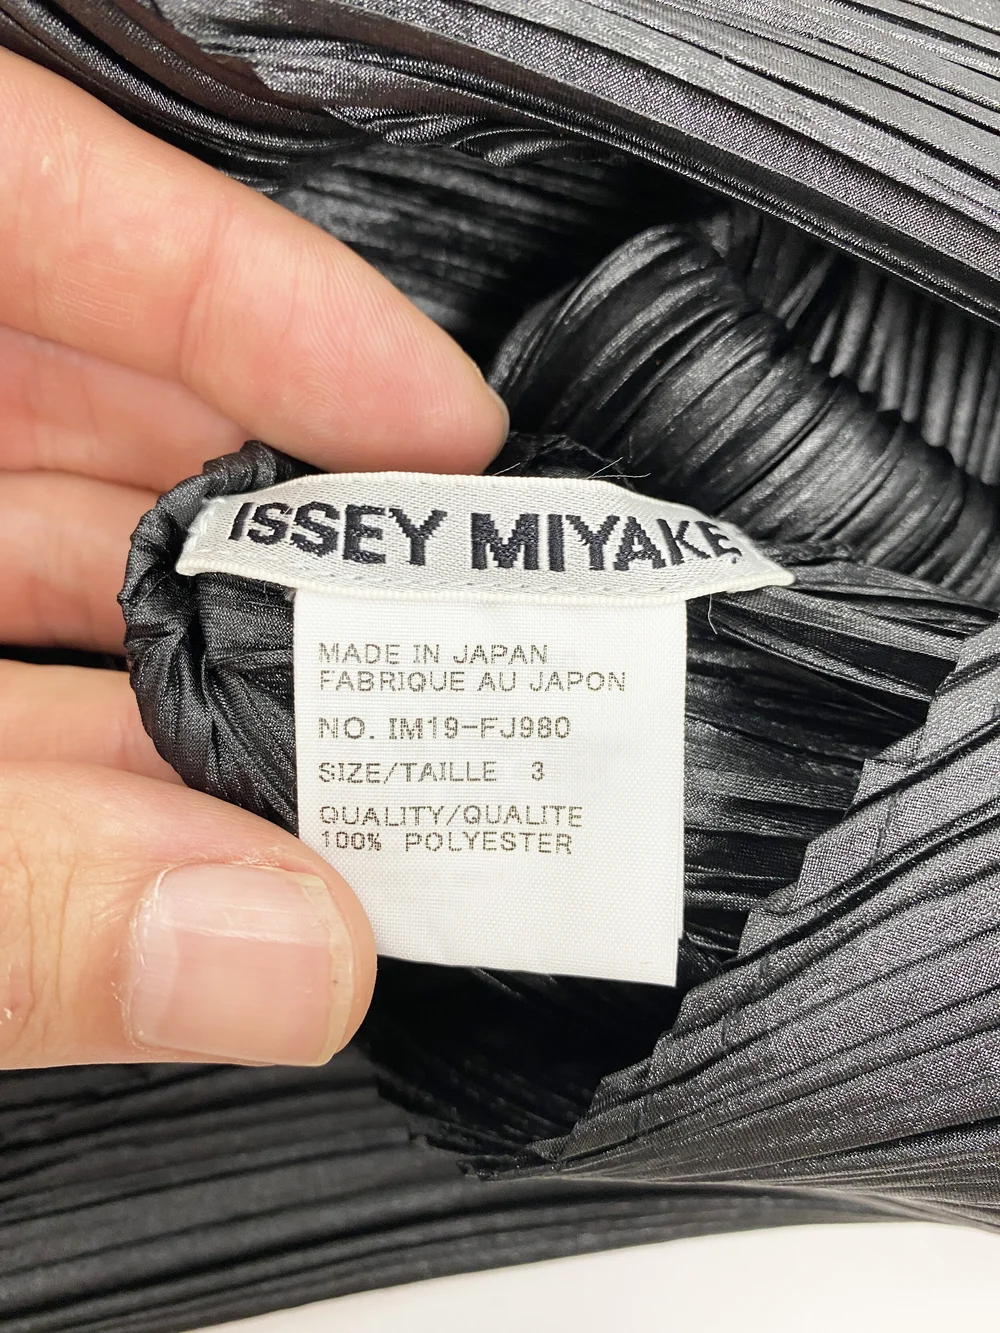 ISSEY MIYAKE
MADE IN JAPAN
FABRIQUE AU JAPON
NO. IM19-FJ980
SIZE/TAILLE 3
QUALITY/QUALITE
100% POLYESTER